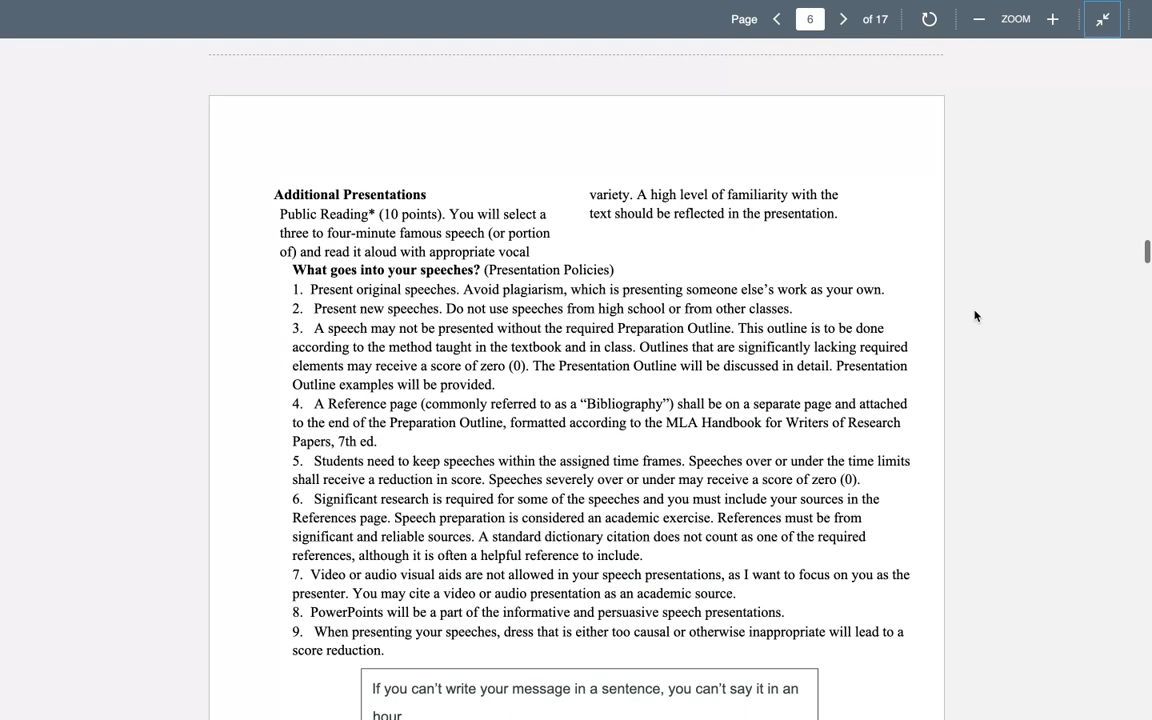 Page 6 of 17 ZOOM
Additional Presentations
Public Reading* (10 points). You will select a
three to four-minute famous speech (or portion
of) and read it aloud with appropriate vocal
variety. A high level of familiarity with the
text should be reflected in the presentation.
What goes into your speeches? (Presentation Policies)
1. Present original speeches. Avoid plagiarism, which is presenting someone else’s work as your own.
2. Present new speeches. Do not use speeches from high school or from other classes.
3. A speech may not be presented without the required Preparation Outline. This outline is to be done
according to the method taught in the textbook and in class. Outlines that are significantly lacking required
elements may receive a score of zero (0). The Presentation Outline will be discussed in detail. Presentation
Outline examples will be provided.
4. A Reference page (commonly referred to as a “Bibliography”) shall be on a separate page and attached
to the end of the Preparation Outline, formatted according to the MLA Handbook for Writers of Research
Papers, 7th ed.
5. Students need to keep speeches within the assigned time frames. Speeches over or under the time limits
shall receive a reduction in score. Speeches severely over or under may receive a score of zero (0).
6. Significant research is required for some of the speeches and you must include your sources in the
References page. Speech preparation is considered an academic exercise. References must be from
significant and reliable sources. A standard dictionary citation does not count as one of the required
references, although it is often a helpful reference to include.
7. Video or audio visual aids are not allowed in your speech presentations, as I want to focus on you as the
presenter. You may cite a video or audio presentation as an academic source.
8. PowerPoints will be a part of the informative and persuasive speech presentations.
9. When presenting your speeches, dress that is either too causal or otherwise inappropriate will lead to a
score reduction.
If you can’t write your message in a sentence, you can’t say it in an
hour